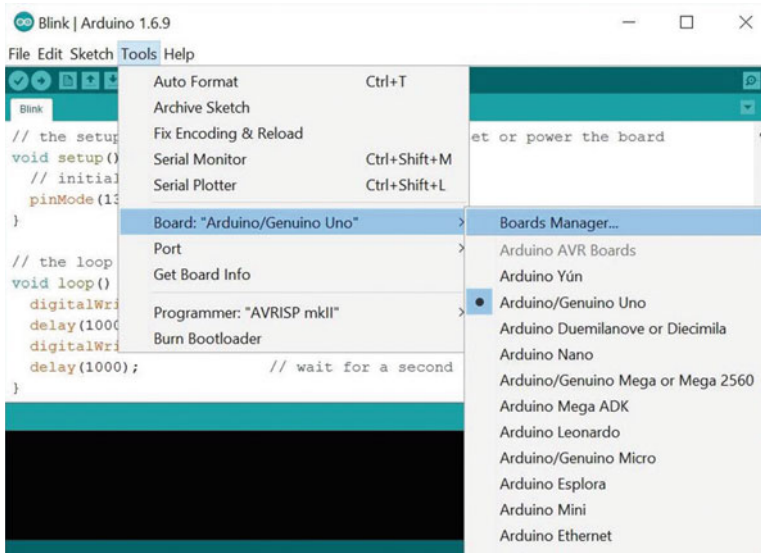 Blink | Arduino 1.6.9
File Edit Sketch Tools Help
Auto Format Ctrl+T
Archive Sketch
Fix Encoding & Reload
Serial Monitor Ctrl+Shift+M
Serial Plotter Ctrl+Shift+L
Board: "Arduino/Genuino Uno"
Port
Get Board Info
Programmer: "AVRISP mkII"
Burn Bootloader
Boards Manager...
Arduino AVR Boards
Arduino Yún
Arduino/Genuino Uno
Arduino Duemilanove or Diecimila
Arduino Nano
Arduino/Genuino Mega or Mega 2560
Arduino Mega ADK
Arduino Leonardo
Arduino/Genuino Micro
Arduino Esplora
Arduino Mini
Arduino Ethernet
Blink
// the setup et or power the board
void setup()
// initial
pinMode(13
}
// the loop
void loop()
digitalWri
delay(1000
digitalWri
delay(1000); // wait for a second
}